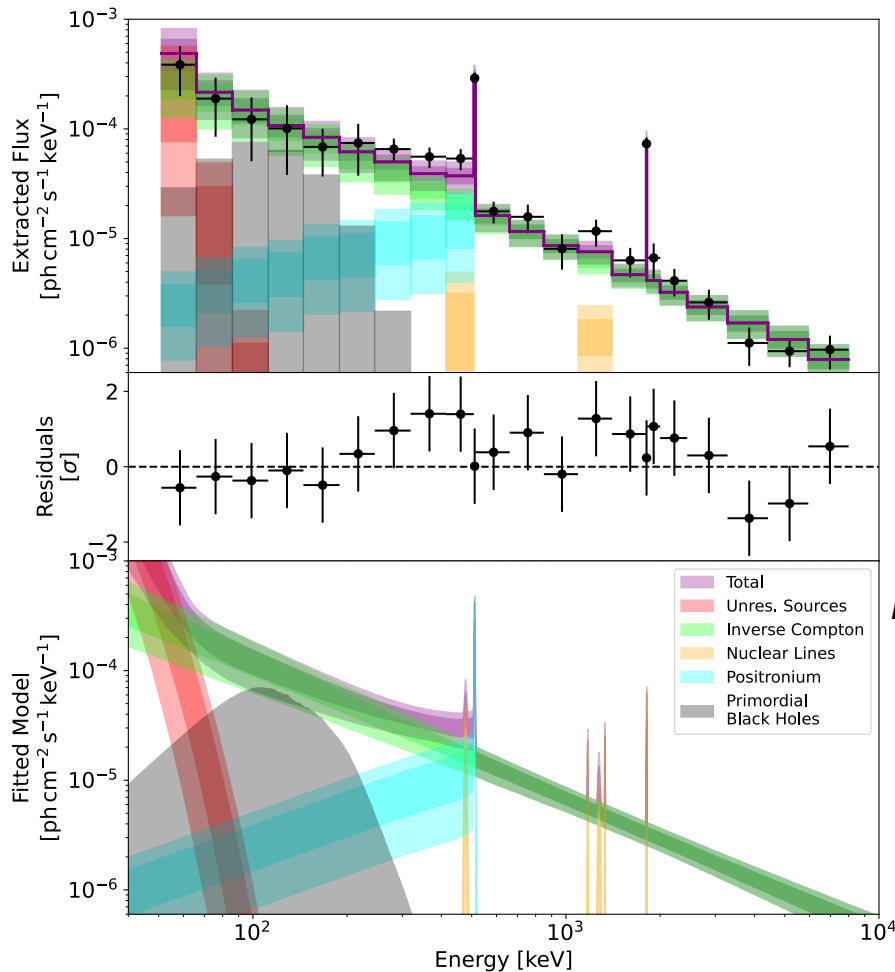 10⁻³
10⁻⁴
10⁻⁵
10⁻⁶
Extracted Flux
[ph cm⁻² s⁻¹ keV⁻¹]
2
0
−2
Residuals
[σ]
10⁻³
10⁻⁴
10⁻⁵
10⁻⁶
Fitted Model
[ph cm⁻² s⁻¹ keV⁻¹]
Total
Unres. Sources
Inverse Compton
Nuclear Lines
Positronium
Primordial
Black Holes
10²
10³
10⁴
Energy [keV]